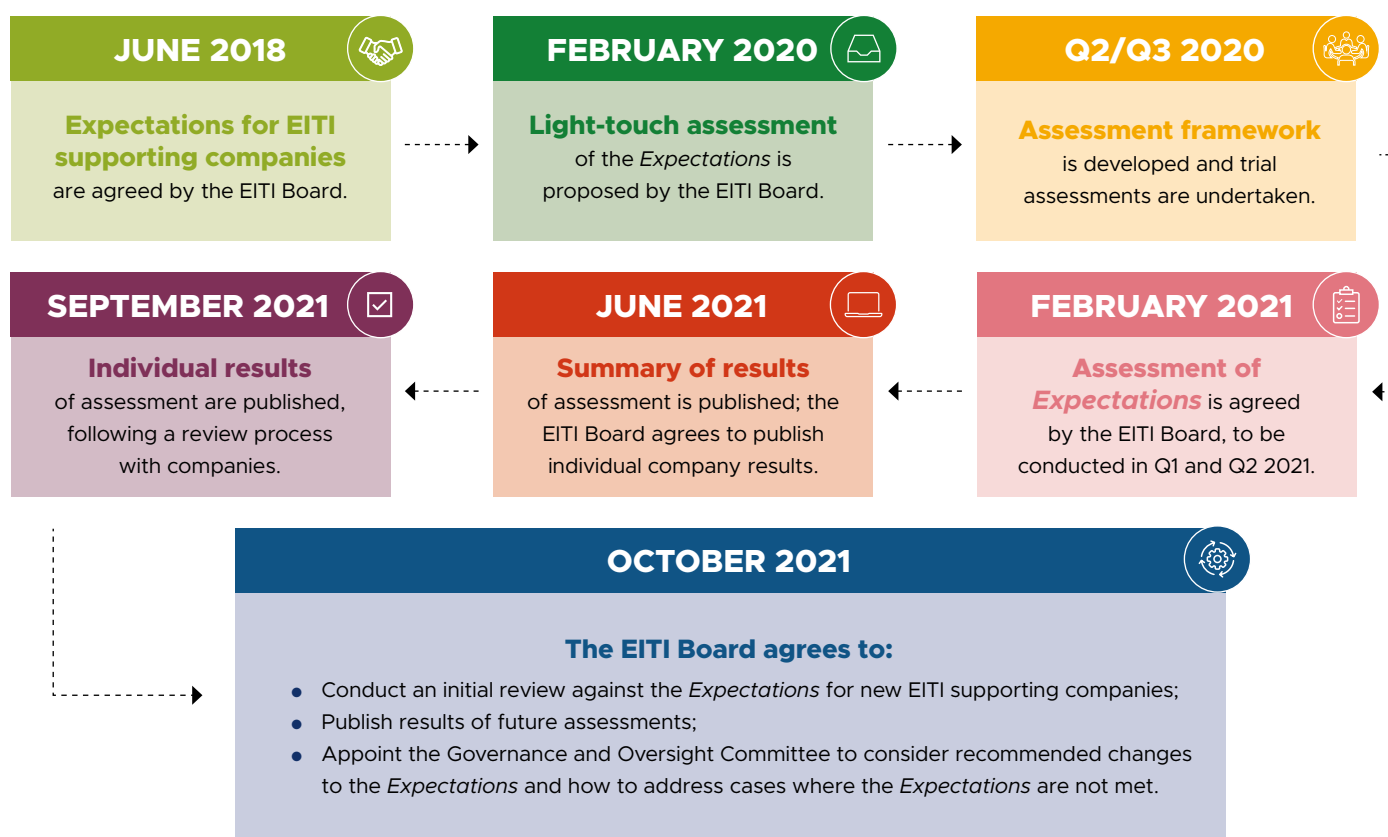 JUNE 2018
Expectations for EITI
supporting companies
are agreed by the EITI Board.
FEBRUARY 2020
Light-touch assessment
of the Expectations is
proposed by the EITI Board.
Q2/Q3 2020
Assessment framework
is developed and trial
assessments are undertaken.
FEBRUARY 2021
Assessment of
Expectations is agreed
by the EITI Board, to be
conducted in Q1 and Q2 2021.
JUNE 2021
Summary of results
of assessment is published; the
EITI Board agrees to publish
individual company results.
SEPTEMBER 2021
Individual results
of assessment are published,
following a review process
with companies.
OCTOBER 2021
The EITI Board agrees to:
• Conduct an initial review against the Expectations for new EITI supporting companies;
• Publish results of future assessments;
• Appoint the Governance and Oversight Committee to consider recommended changes
to the Expectations and how to address cases where the Expectations are not met.